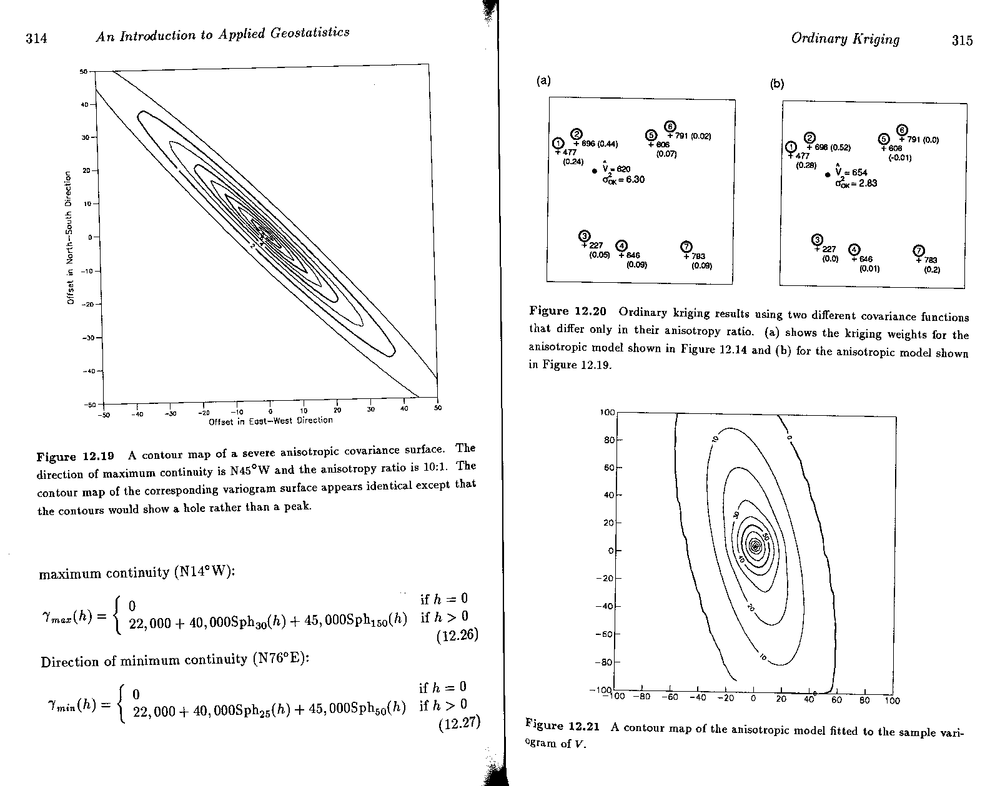 314 An Introduction to Applied Geostatistics
50
40
30
20
10
0
-10
-20
-30
-40
-50
Offset in North-South Direction
-50 -40 -30 -20 -10 0 10 20 30 40 50
Offset in East-West Direction
Figure 12.19 A contour map of a severe anisotropic covariance surface. The
direction of maximum continuity is N45°W and the anisotropy ratio is 10:1. The
contour map of the corresponding variogram surface appears identical except that
the contours would show a hole rather than a peak.
maximum continuity (N14°W):
γmax(h) = { 0 if h = 0
22,000 + 40,000Sph30(h) + 45,000Sph150(h) if h > 0
(12.26)
Direction of minimum continuity (N76°E):
γmin(h) = { 0 if h = 0
22,000 + 40,000Sph25(h) + 45,000Sph50(h) if h > 0
(12.27)
Ordinary Kriging 315
(a)
6
2 5 +791 (0.02)
1 +696 (0.44) +606
+477 (0.07)
(0.24)
V̂ = 620
σ²OK = 6.30
3
+227 4 7
(0.05) +646 +783
(0.09) (0.09)
(b)
6
2 5 +791 (0.0)
1 +696 (0.52) +606
+477 (-0.01)
(0.28)
V̂ = 654
σ²OK = 2.83
3
+227 4 7
(0.0) +646 +783
(0.01) (0.2)
Figure 12.20 Ordinary kriging results using two different covariance functions
that differ only in their anisotropy ratio. (a) shows the kriging weights for the
anisotropic model shown in Figure 12.14 and (b) for the anisotropic model shown
in Figure 12.19.
100
80
60
40
20
0
-20
-40
-60
-80
-100
10 0
30
50
40
20
10
0
-100 -80 -60 -40 -20 0 20 40 60 80 100
Figure 12.21 A contour map of the anisotropic model fitted to the sample vari-
ogram of V.